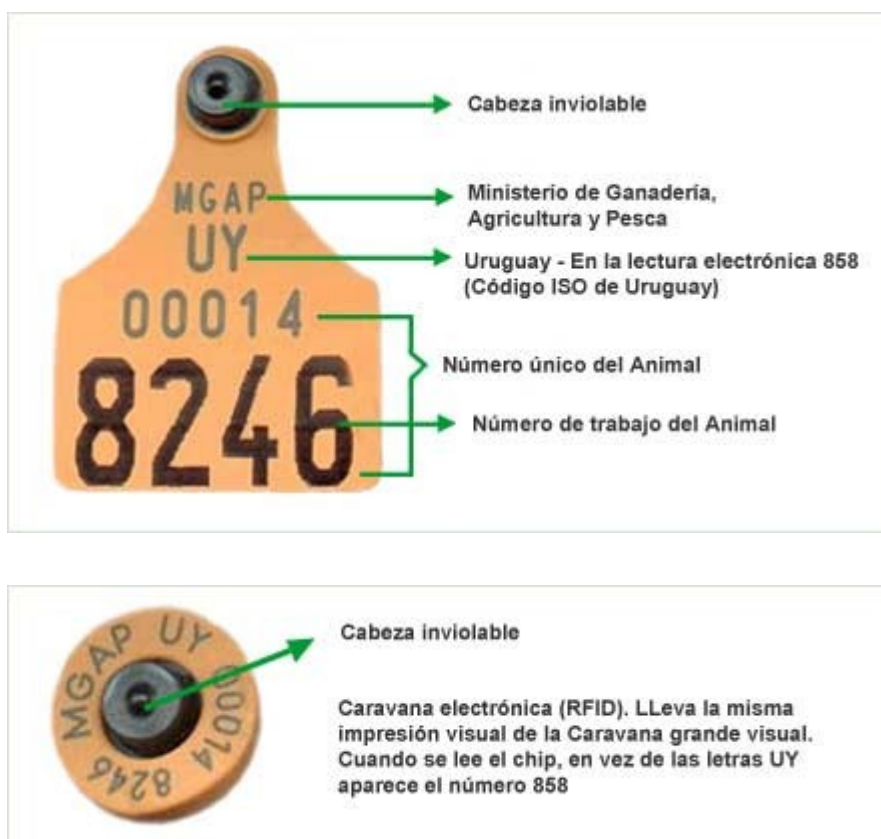 Cabeza inviolable
MGAP
Ministerio de Ganadería,
Agricultura y Pesca
UY
Uruguay - En la lectura electrónica 858
(Código ISO de Uruguay)
00014
Número único del Animal
8246
Número de trabajo del Animal
Cabeza inviolable
MGAP UY 00014 8246
Caravana electrónica (RFID). LLeva la misma
impresión visual de la Caravana grande visual.
Cuando se lee el chip, en vez de las letras UY
aparece el número 858